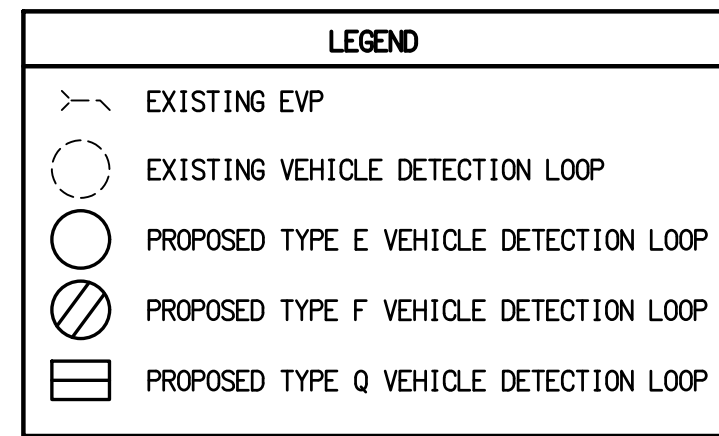 LEGEND
EXISTING EVP
EXISTING VEHICLE DETECTION LOOP
PROPOSED TYPE E VEHICLE DETECTION LOOP
PROPOSED TYPE F VEHICLE DETECTION LOOP
PROPOSED TYPE Q VEHICLE DETECTION LOOP